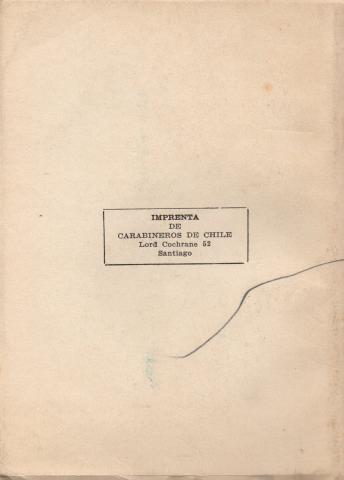 IMPRENTA
DE
CARABINEROS DE CHILE
Lord Cochrane 52
Santiago